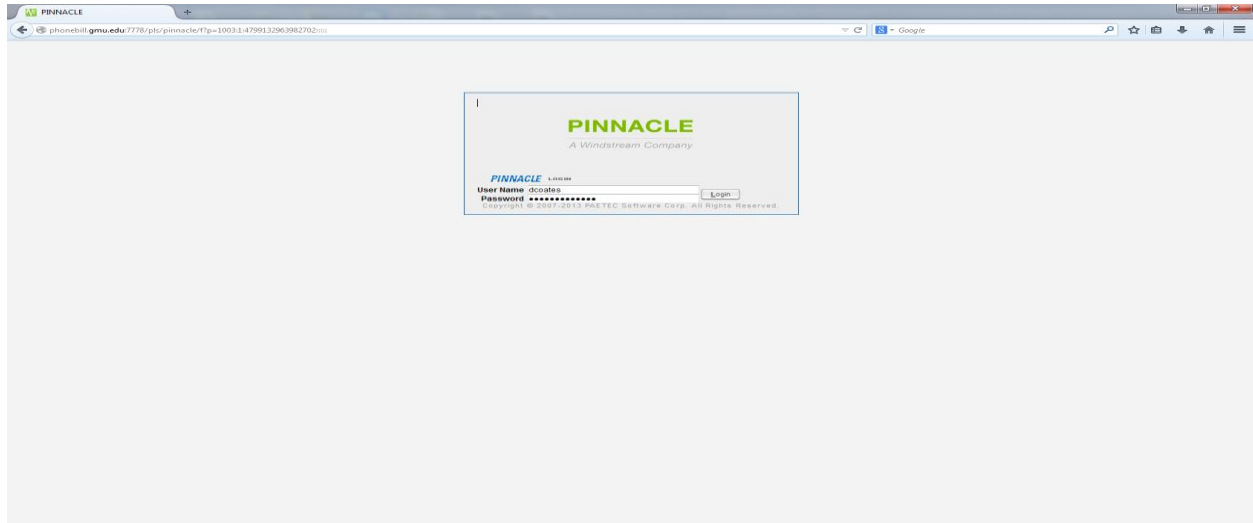 PINNACLE
phonebill.gmu.edu:7778/pls/pinnacle/f?p=1003:1:4799132963982702:::::
Google
PINNACLE
A Windstream Company
PINNACLE LOGIN
User Name dcoates
Password •••••••••••••
Login
Copyright © 2007-2013 PAETEC Software Corp. All Rights Reserved.